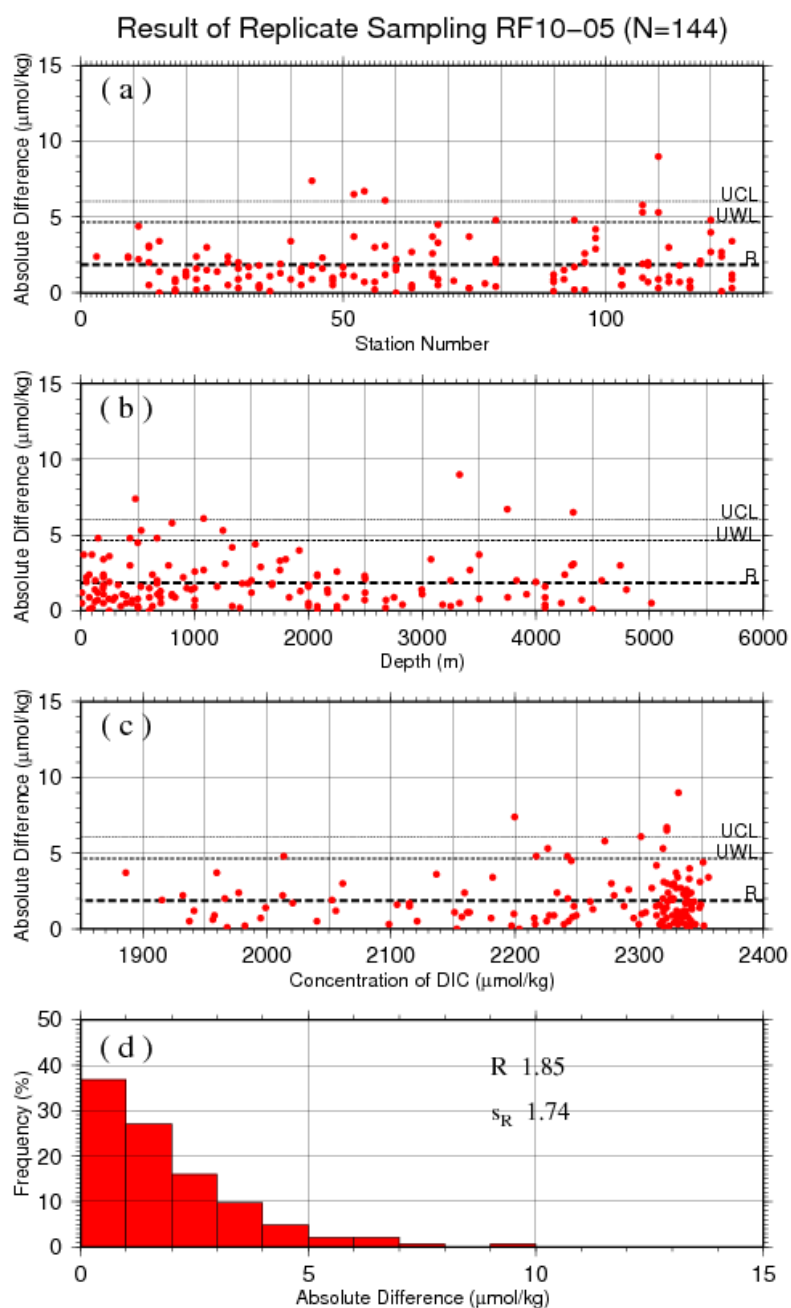 Result of Replicate Sampling RF10−05 (N=144)
( a )
Absolute Difference (μmol/kg)
15
10
5
0
UCL
UWL
R
0 50 100
Station Number
( b )
Absolute Difference (μmol/kg)
15
10
5
0
UCL
UWL
R
0 1000 2000 3000 4000 5000 6000
Depth (m)
( c )
Absolute Difference (μmol/kg)
15
10
5
0
UCL
UWL
R
1900 2000 2100 2200 2300 2400
Concentration of DIC (μmol/kg)
( d )
Frequency (%)
50
40
30
20
10
0
R 1.85
sR 1.74
0 5 10 15
Absolute Difference (μmol/kg)